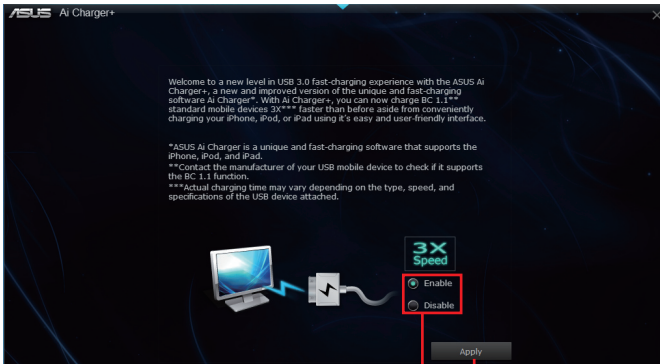 ASUS Ai Charger+
Welcome to a new level in USB 3.0 fast-charging experience with the ASUS Ai
Charger+, a new and improved version of the unique and fast-charging
software Ai Charger*. With Ai Charger+, you can now charge BC 1.1**
standard mobile devices 3X*** faster than before aside from conveniently
charging your iPhone, iPod, or iPad using it's easy and user-friendly interface.
*ASUS Ai Charger is a unique and fast-charging software that supports the
iPhone, iPod, and iPad.
**Contact the manufacturer of your USB mobile device to check if it supports
the BC 1.1 function.
***Actual charging time may vary depending on the type, speed, and
specifications of the USB device attached.
3X
Speed
Enable
Disable
Apply